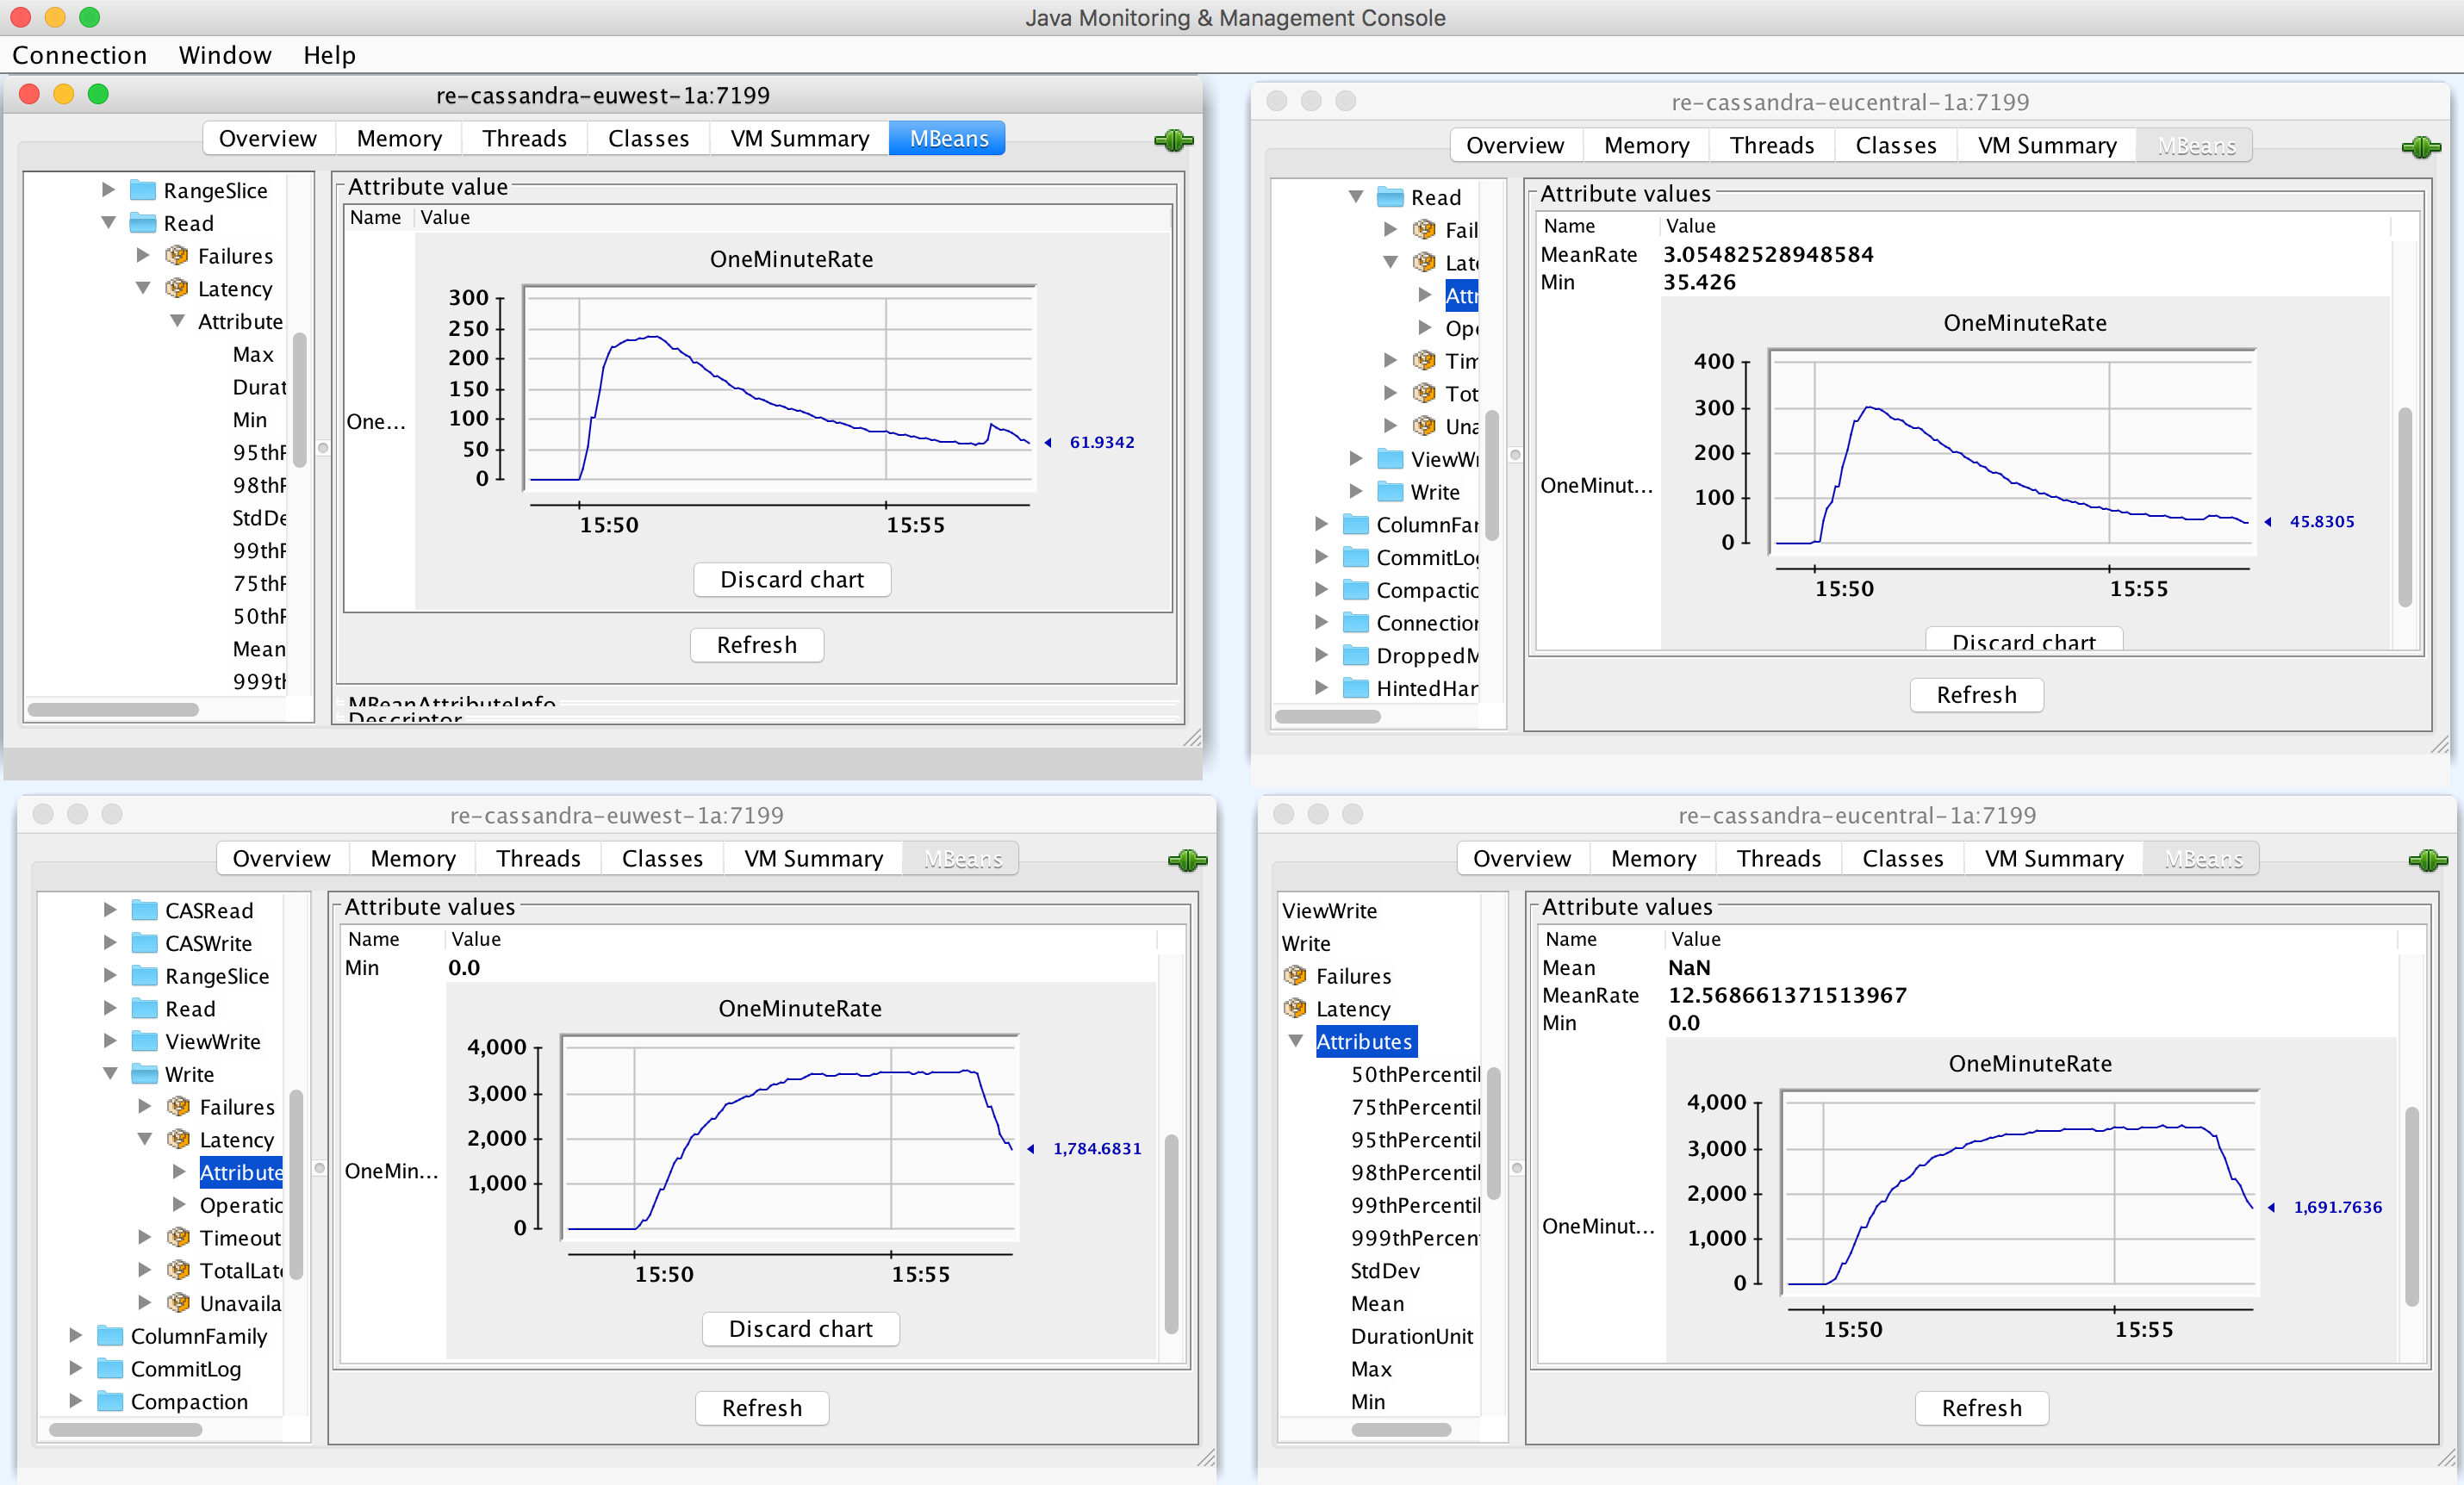 Java Monitoring & Management Console
Connection Window Help
re-cassandra-euwest-1a:7199
Overview Memory Threads Classes VM Summary MBeans
RangeSlice
Read
Failures
Latency
Attribute
Max
Durat
Min
95thP
98thP
StdDe
99thP
75thP
50thP
Mean
999th
Attribute value
Name Value
One...
OneMinuteRate
300
250
200
150
100
50
0
61.9342
15:50 15:55
Discard chart
Refresh
MBeanAttributeInfo
Descriptor
re-cassandra-eucentral-1a:7199
Overview Memory Threads Classes VM Summary MBeans
Read
Fail
Late
Attr
Ope
Tim
Tot
Una
ViewWr
Write
ColumnFar
CommitLog
Compactic
Connection
DroppedM
HintedHar
Attribute values
Name Value
MeanRate 3.05482528948584
Min 35.426
OneMinut...
OneMinuteRate
400
300
200
100
0
45.8305
15:50 15:55
Discard chart
Refresh
re-cassandra-euwest-1a:7199
Overview Memory Threads Classes VM Summary MBeans
CASRead
CASWrite
RangeSlice
Read
ViewWrite
Write
Failures
Latency
Attribute
Operatic
Timeout
TotalLate
Unavaila
ColumnFamily
CommitLog
Compaction
Attribute values
Name Value
Min 0.0
OneMin...
OneMinuteRate
4,000
3,000
2,000
1,000
0
1,784.6831
15:50 15:55
Discard chart
Refresh
re-cassandra-eucentral-1a:7199
Overview Memory Threads Classes VM Summary MBeans
ViewWrite
Write
Failures
Latency
Attributes
50thPercentil
75thPercentil
95thPercentil
98thPercentil
99thPercentil
999thPercen
StdDev
Mean
DurationUnit
Max
Min
Attribute values
Name Value
Mean NaN
MeanRate 12.568661371513967
Min 0.0
OneMinut...
OneMinuteRate
4,000
3,000
2,000
1,000
0
1,691.7636
15:50 15:55
Refresh